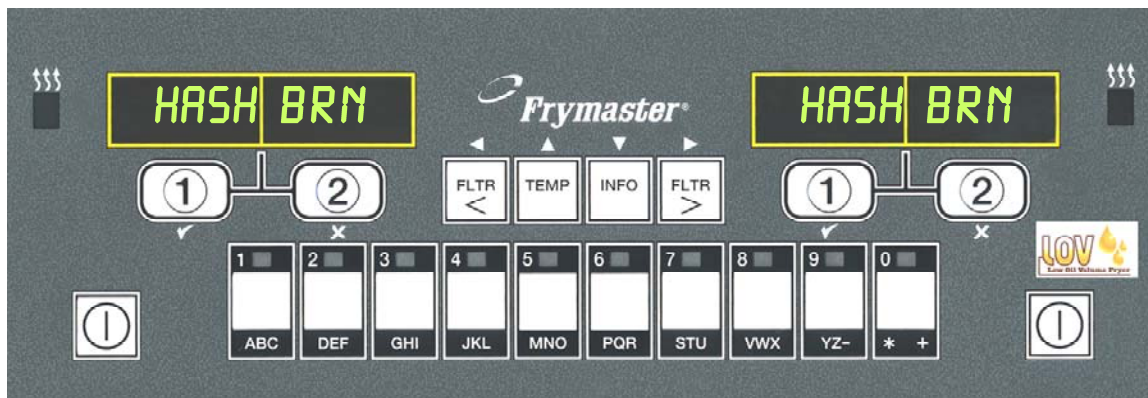 HASH BRN HASH BRN
Frymaster®
1 2 FLTR < TEMP INFO FLTR > 1 2
LOV
Low Oil Volume Fryer
1 2 3 4 5 6 7 8 9 0
ABC DEF GHI JKL MNO PQR STU VWX YZ- * +